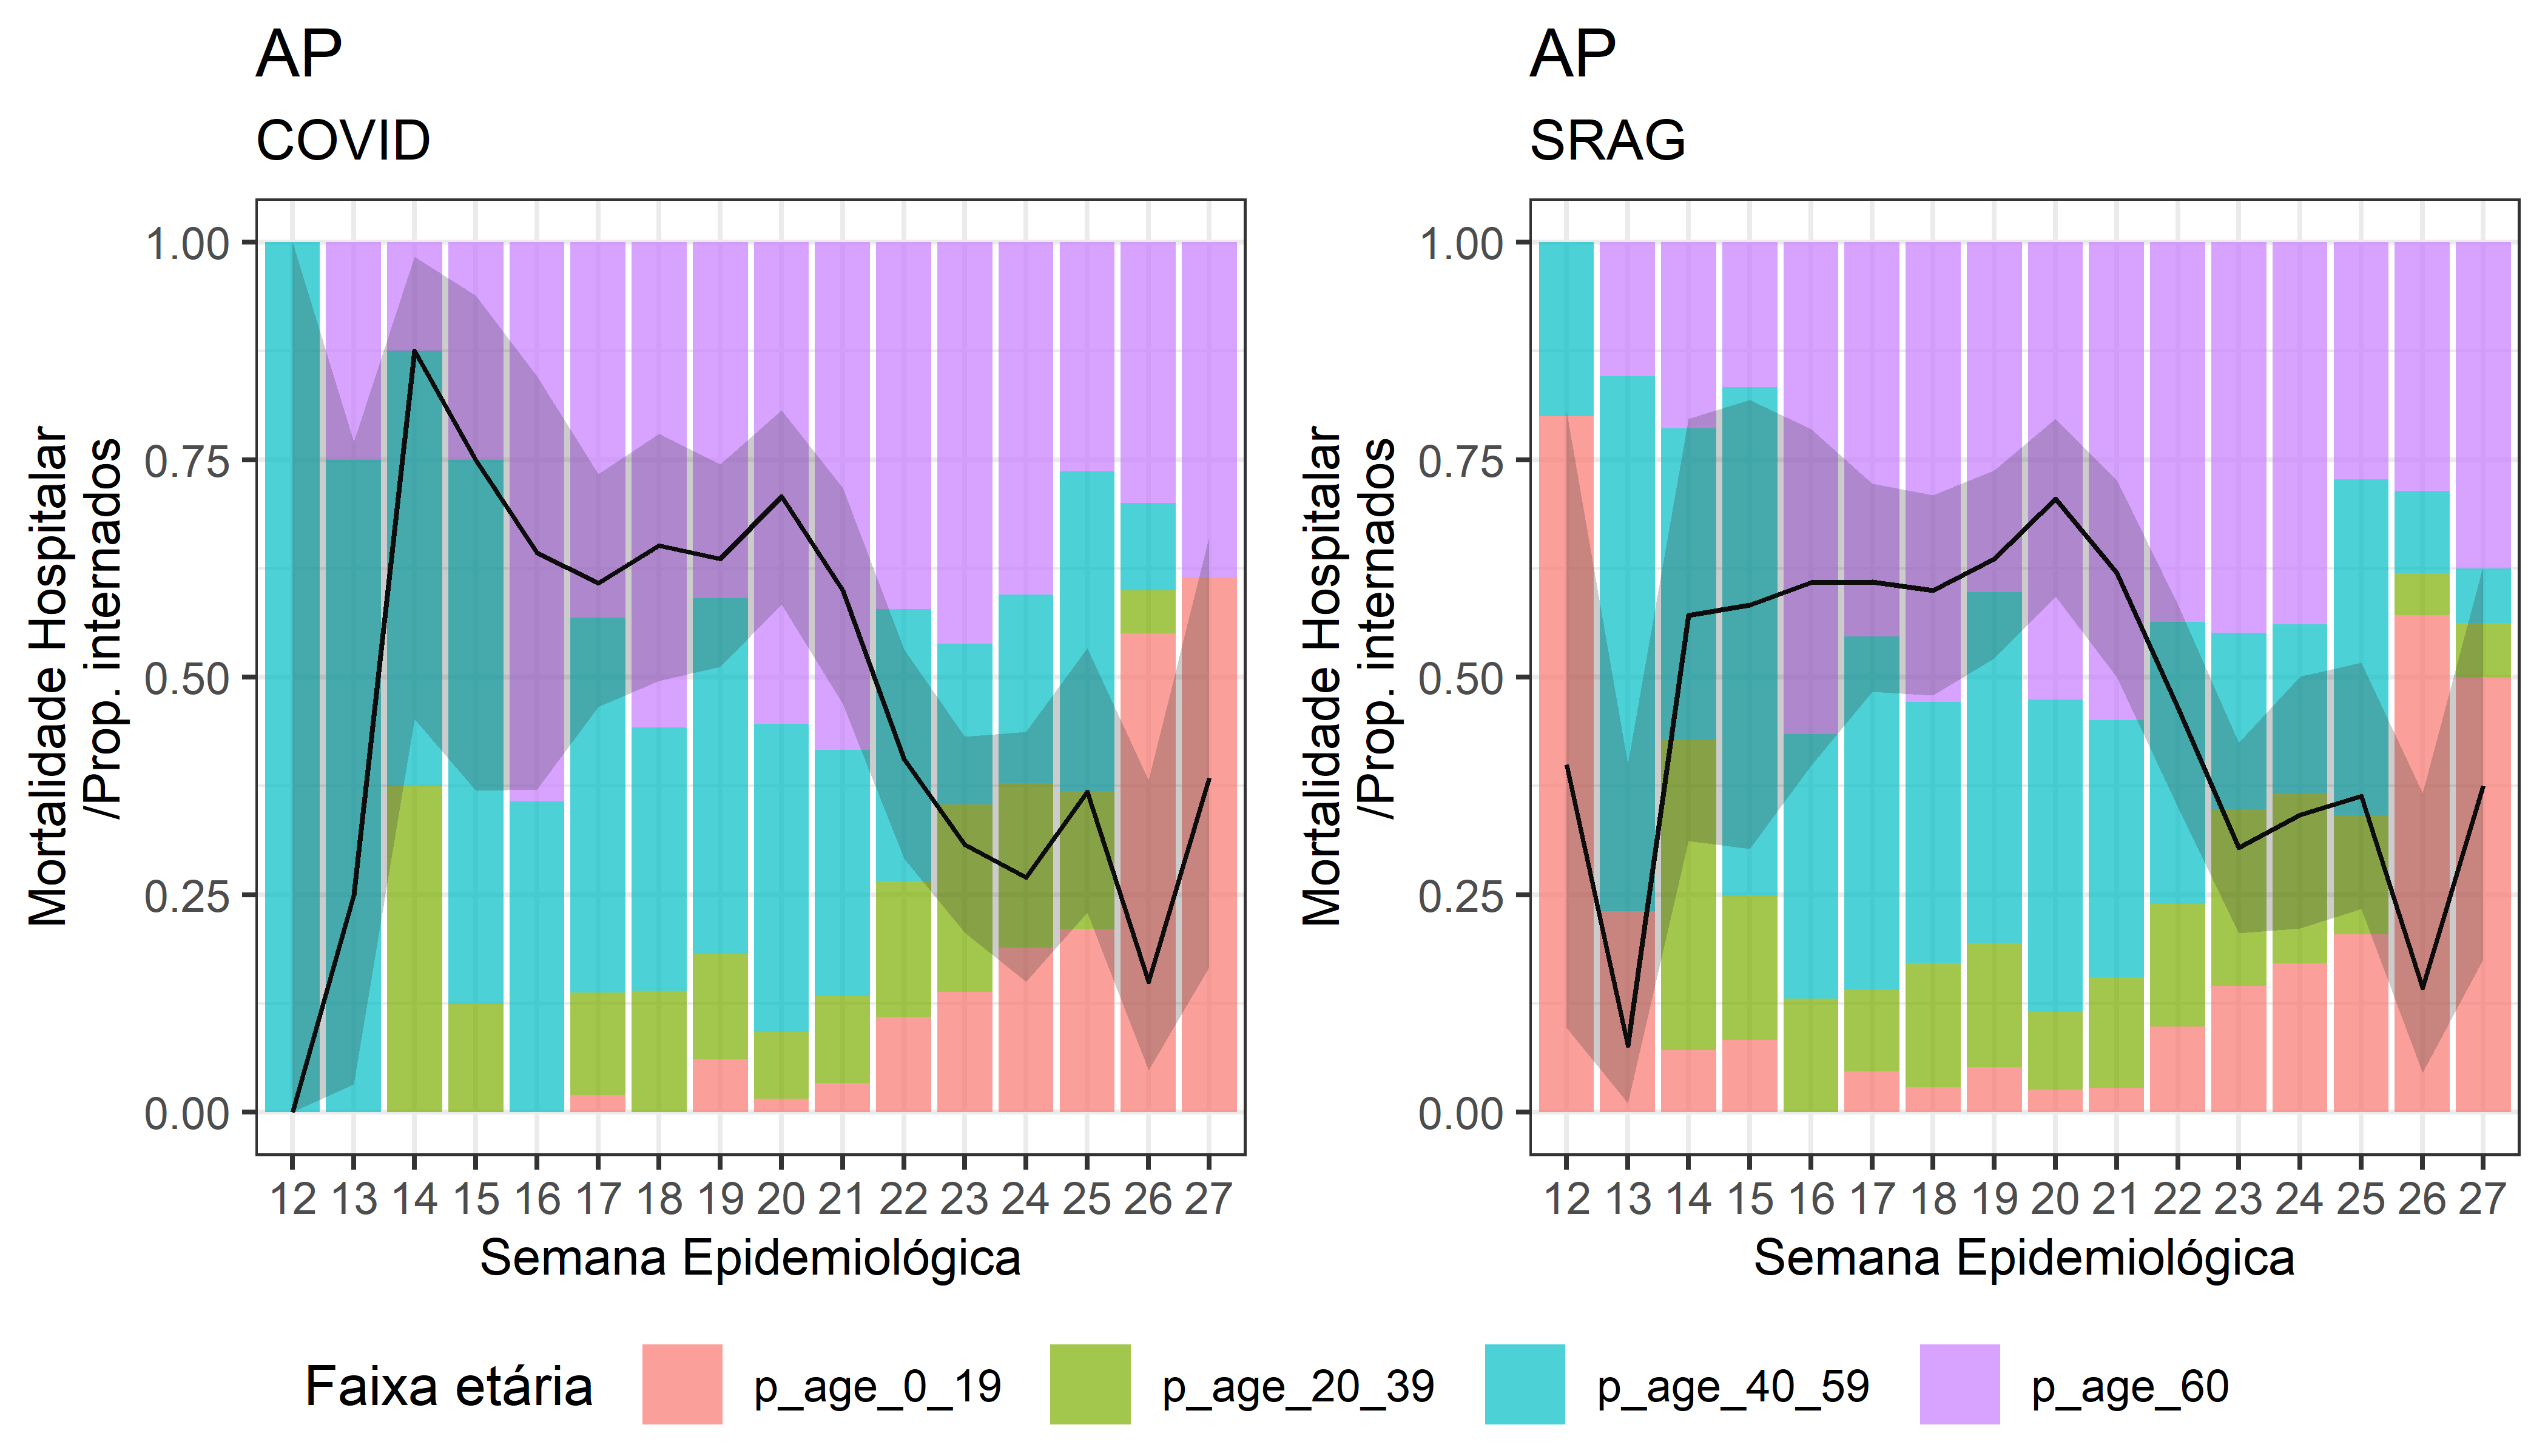 AP
COVID
Mortalidade Hospitalar
/Prop. internados
1.00
0.75
0.50
0.25
0.00
12 13 14 15 16 17 18 19 20 21 22 23 24 25 26 27
Semana Epidemiológica
AP
SRAG
Mortalidade Hospitalar
/Prop. internados
1.00
0.75
0.50
0.25
0.00
12 13 14 15 16 17 18 19 20 21 22 23 24 25 26 27
Semana Epidemiológica
Faixa etária p_age_0_19 p_age_20_39 p_age_40_59 p_age_60